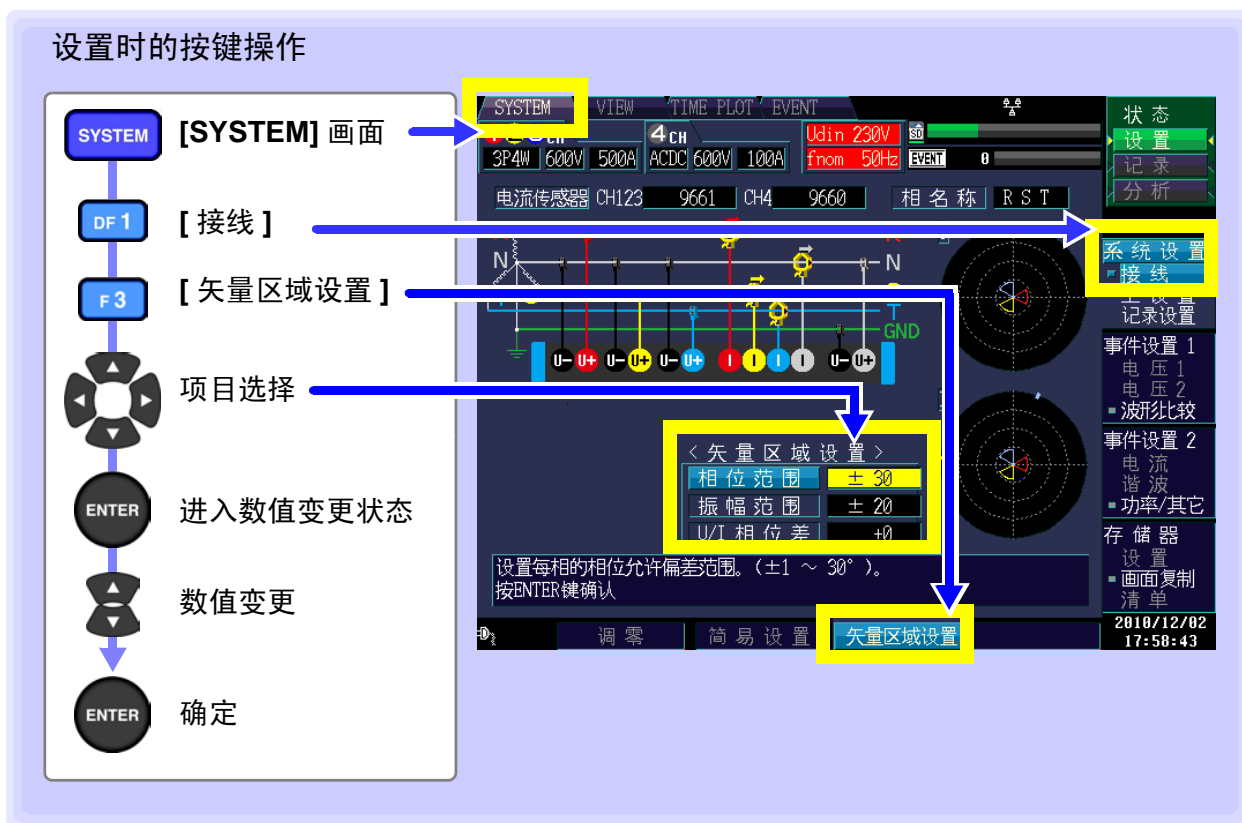 设置时的按键操作
SYSTEM [SYSTEM] 画面
DF 1 [ 接线 ]
F 3 [ 矢量区域设置 ]
项目选择
ENTER 进入数值变更状态
数值变更
ENTER 确定
SYSTEM VIEW TIME PLOT EVENT
4 CH Udin 230V SD
3P4W 600V 500A ACDC 600V 100A fnom 50Hz EVENT 0
电流传感器 CH123 9661 CH4 9660 相 名 称 R S T
N N
T
GND
U- U+ U- U+ U- U+ I I I I U- U+
<矢 量 区 域 设 置>
相 位 范 围 ± 30
振 幅 范 围 ± 20
U/I 相 位 差 +0
设置每相的相位允许偏差范围。(±1 ~ 30° )。
按ENTER键确认
调 零 简 易 设 置 矢量区域设置
状 态
设 置
记 录
分 析
系 统 设 置
接 线
主 设 置
记录设置
事件设置 1
电 压 1
电 压 2
波形比较
事件设置 2
电 流
谐 波
功率/其它
存 储 器
设 置
画面复制
清 单
2010/12/02
17:58:43